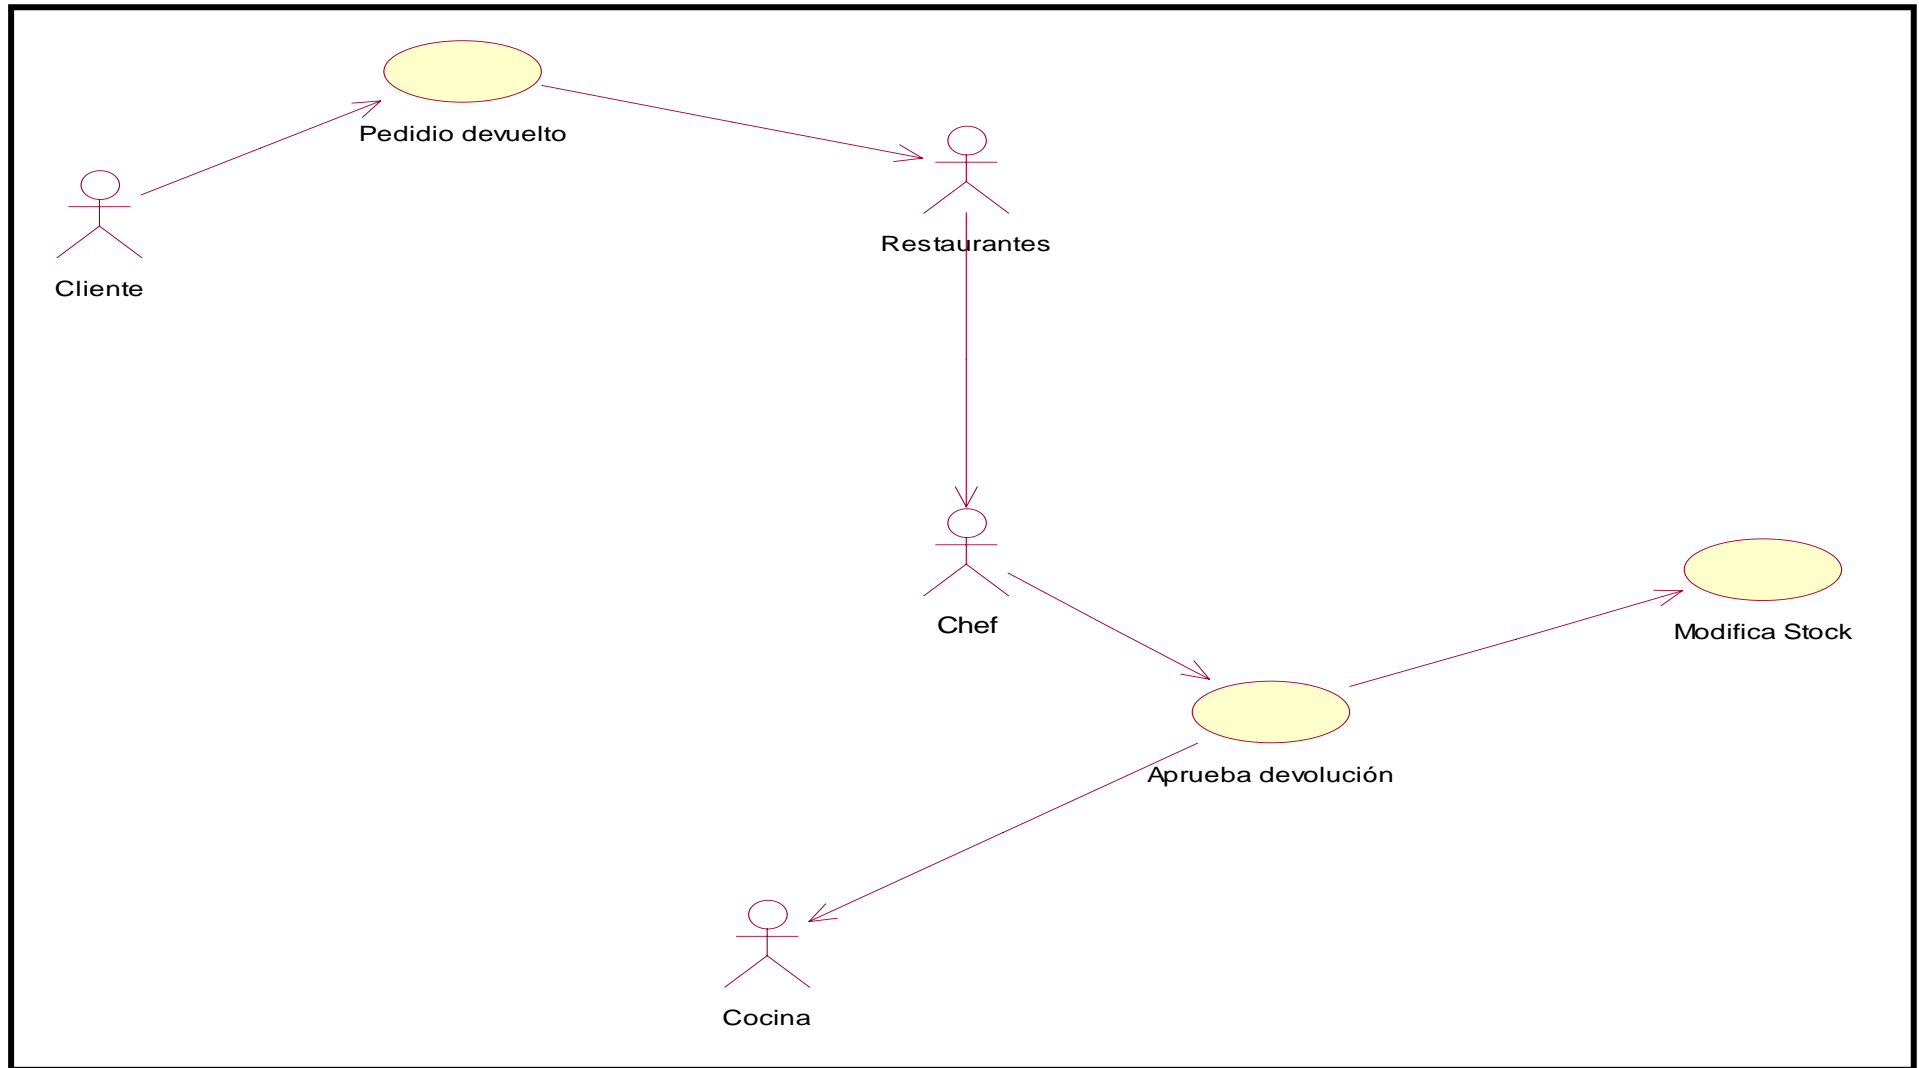 Pedidio devuelto
Restaurantes
Cliente
Chef
Modifica Stock
Aprueba devolución
Cocina